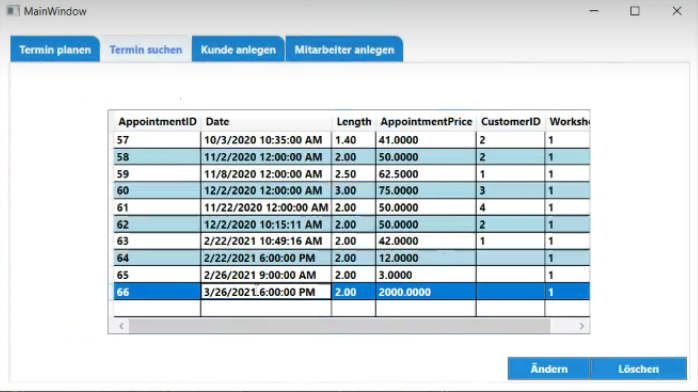 MainWindow
Termin planen Termin suchen Kunde anlegen Mitarbeiter anlegen
AppointmentID Date Length AppointmentPrice CustomerID Worksh
57 10/3/2020 10:35:00 AM 1.40 41.0000 2 1
58 11/2/2020 12:00:00 AM 2.00 50.0000 2 1
59 11/8/2020 12:00:00 AM 2.50 62.5000 1 1
60 12/2/2020 12:00:00 AM 3.00 75.0000 3 1
61 11/22/2020 12:00:00 AM 2.00 50.0000 4 1
62 12/2/2020 10:15:11 AM 2.00 50.0000 2 1
63 2/22/2021 10:49:16 AM 2.00 42.0000 1 1
64 2/22/2021 6:00:00 PM 2.00 12.0000 1
65 2/26/2021 9:00:00 AM 2.00 3.0000 1
66 3/26/2021 6:00:00 PM 2.00 2000.0000 1
Ändern Löschen